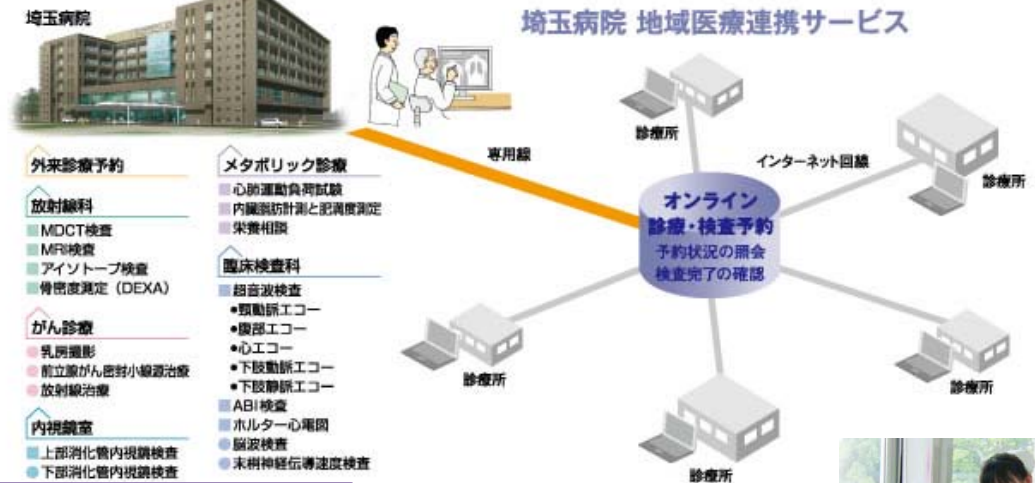 埼玉病院
埼玉病院 地域医療連携サービス
外来診療予約
放射線科
MDCT検査
MRI検査
アイソトープ検査
骨密度測定（DEXA）
がん診療
乳房撮影
前立腺がん密封小線源治療
放射線治療
内視鏡室
上部消化管内視鏡検査
下部消化管内視鏡検査
メタボリック診療
心肺運動負荷試験
内臓脂肪計測と肥満度測定
栄養相談
臨床検査科
超音波検査
●頸動脈エコー
●腹部エコー
●心エコー
●下肢動脈エコー
●下肢静脈エコー
ABI検査
ホルター心電図
脳波検査
末梢神経伝導速度検査
専用線
インターネット回線
オンライン
診療・検査予約
予約状況の照会
検査完了の確認
診療所
診療所
診療所
診療所
診療所